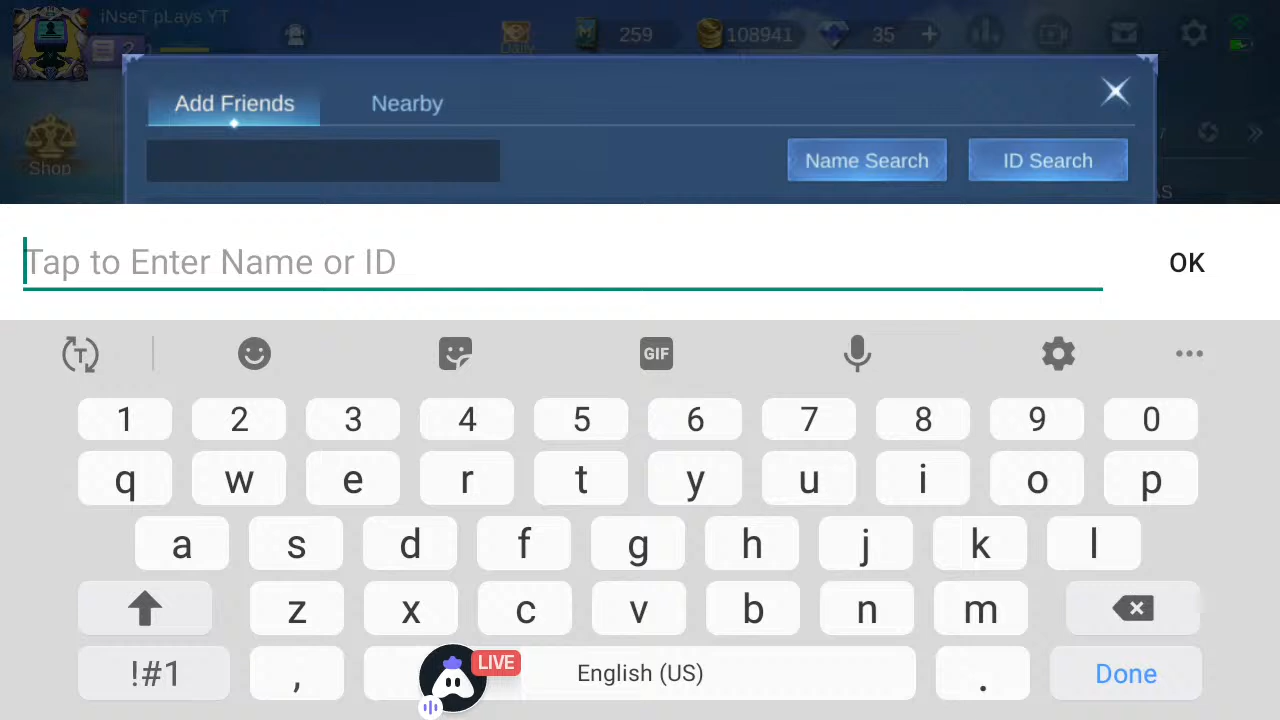 iNseT pLays YT
Daily
259
108941
35
Add Friends
Nearby
Shop
Name Search
ID Search
Tap to Enter Name or ID
OK
GIF
1 2 3 4 5 6 7 8 9 0
q w e r t y u i o p
a s d f g h j k l
z x c v b n m
!#1 , English (US) . Done
LIVE